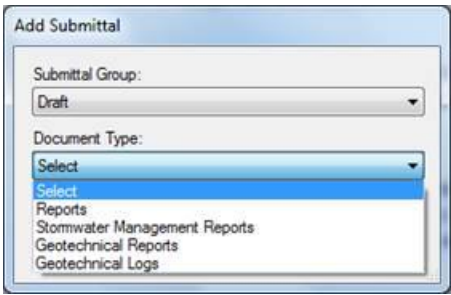 Add Submittal
Submittal Group:
Draft
Document Type:
Select
Select
Reports
Stormwater Management Reports
Geotechnical Reports
Geotechnical Logs